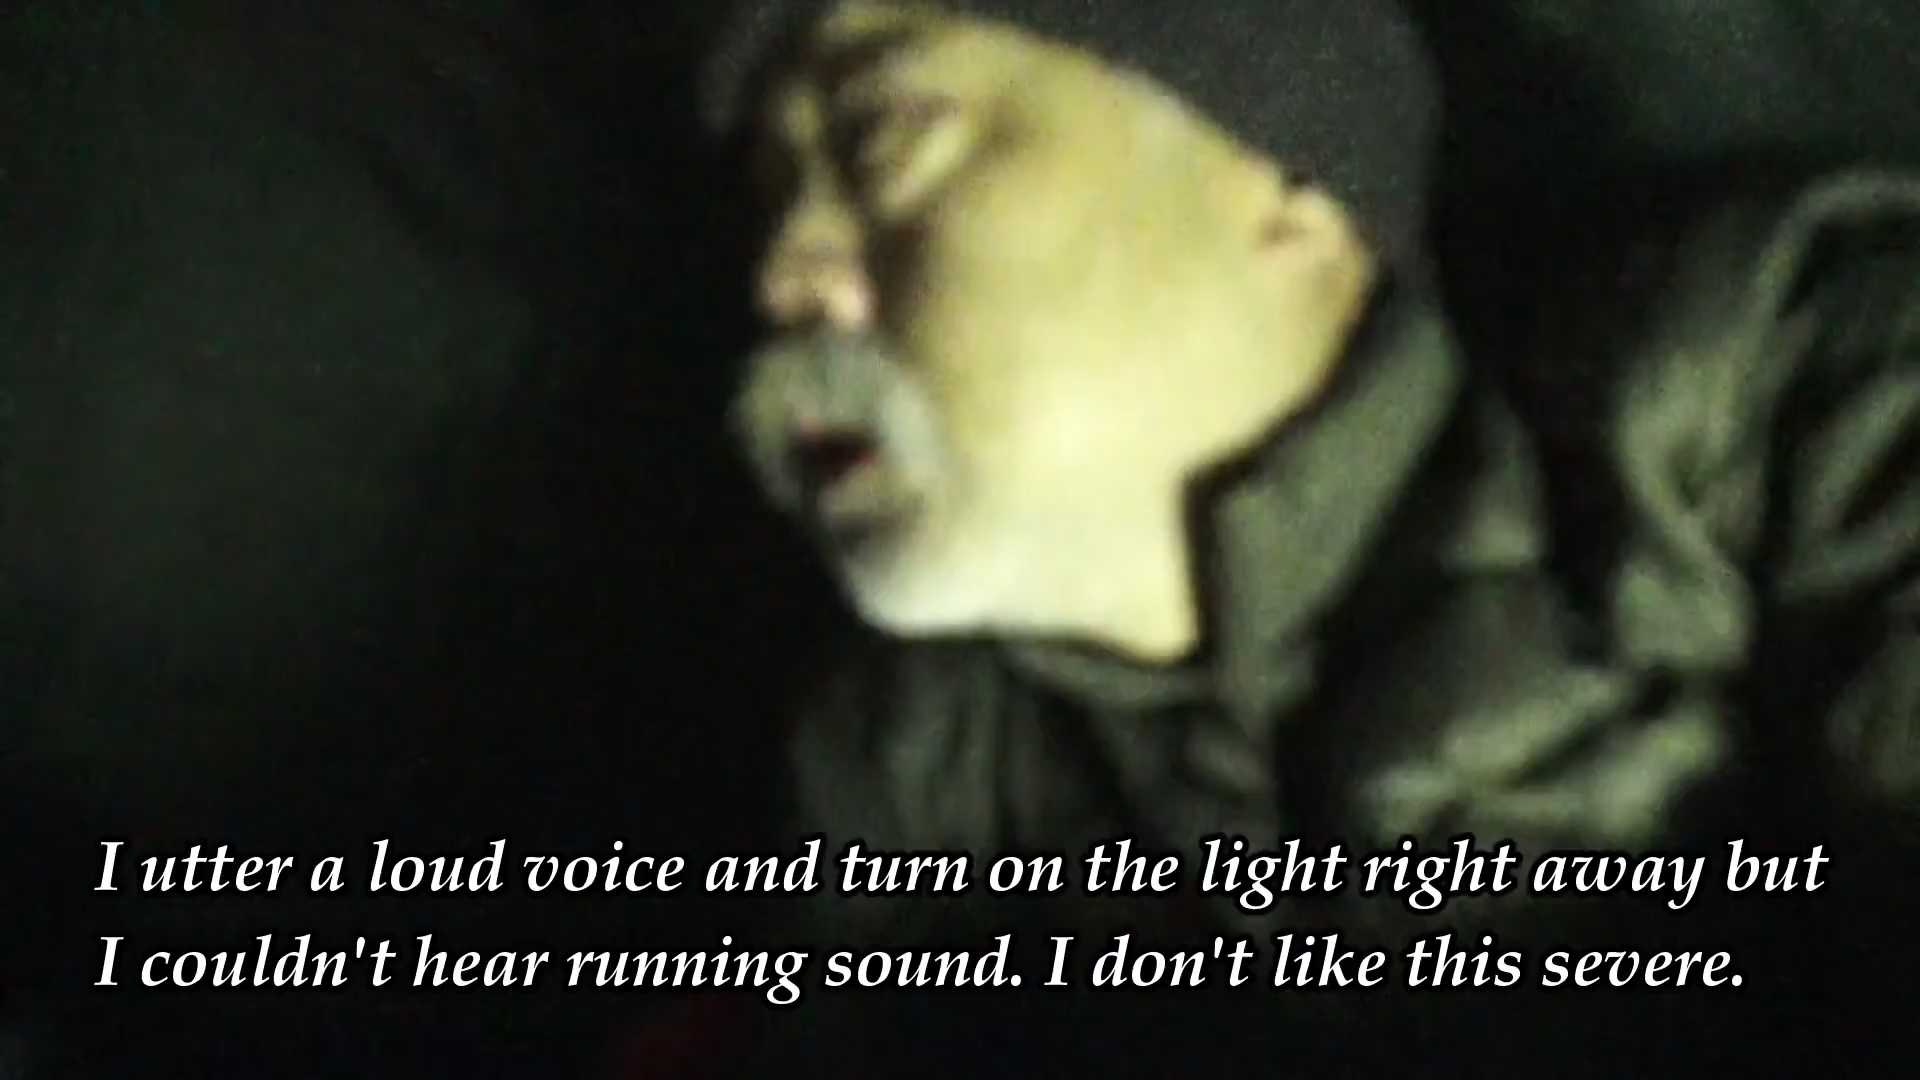 I utter a loud voice and turn on the light right away but
I couldn't hear running sound. I don't like this severe.